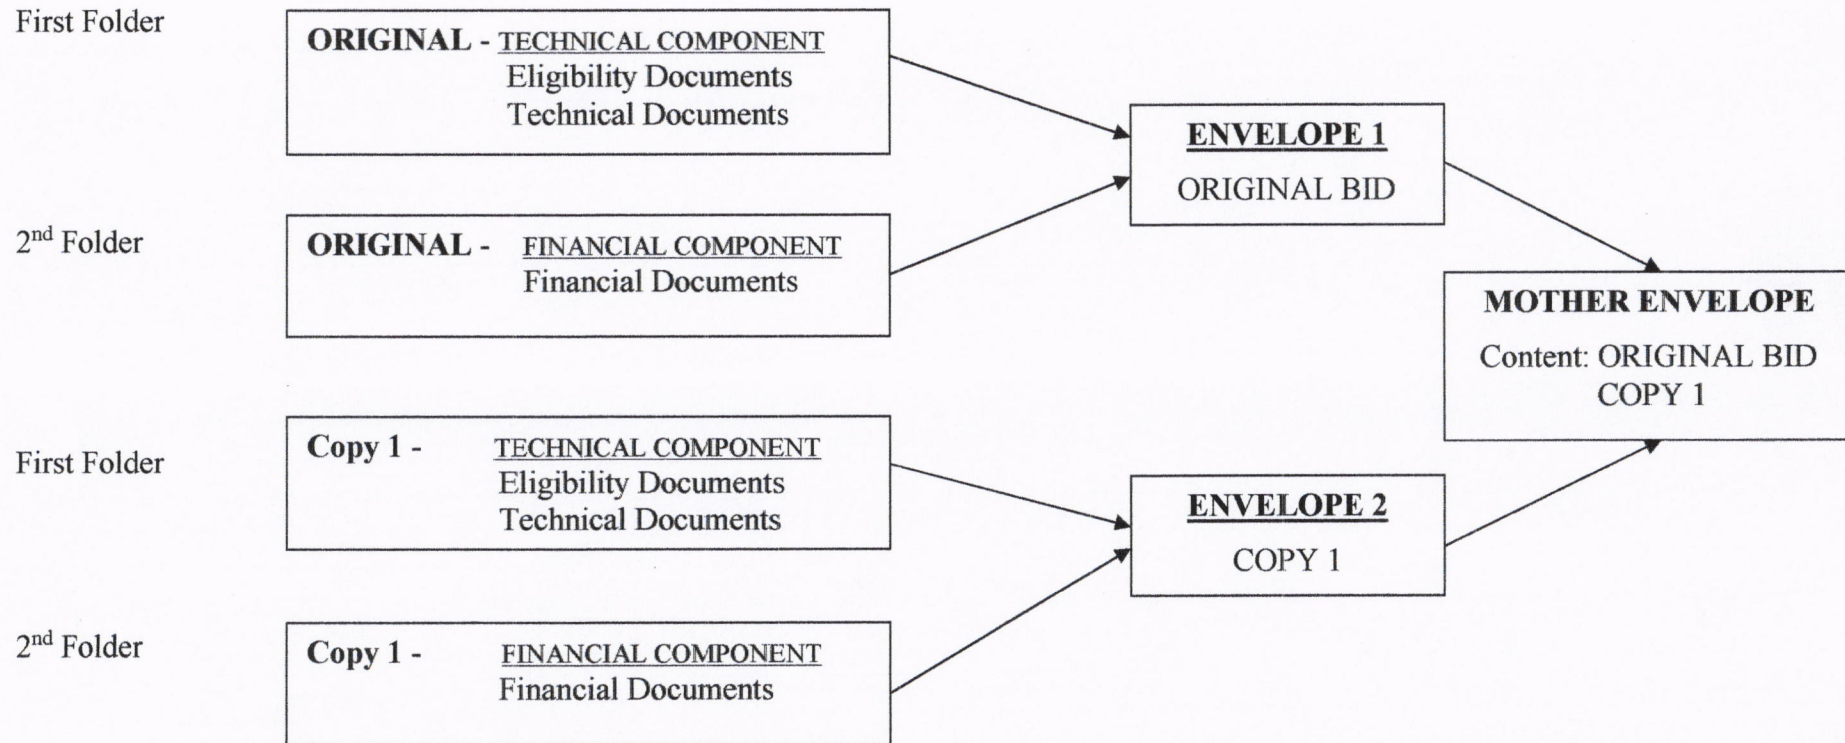 First Folder
ORIGINAL - TECHNICAL COMPONENT
Eligibility Documents
Technical Documents
2nd Folder
ORIGINAL - FINANCIAL COMPONENT
Financial Documents
ENVELOPE 1
ORIGINAL BID
First Folder
Copy 1 - TECHNICAL COMPONENT
Eligibility Documents
Technical Documents
2nd Folder
Copy 1 - FINANCIAL COMPONENT
Financial Documents
ENVELOPE 2
COPY 1
MOTHER ENVELOPE
Content: ORIGINAL BID
COPY 1